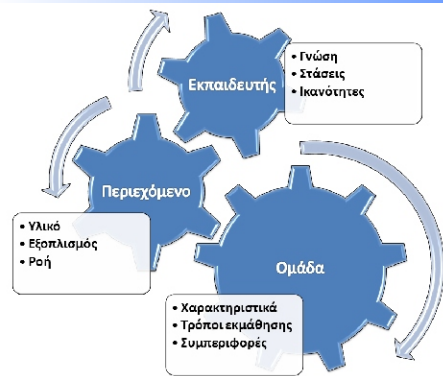 Εκπαιδευτής
• Γνώση
• Στάσεις
• Ικανότητες
Περιεχόμενο
• Υλικό
• Εξοπλισμός
• Ροή
Ομάδα
• Χαρακτηριστικά
• Τρόποι εκμάθησης
• Συμπεριφορές